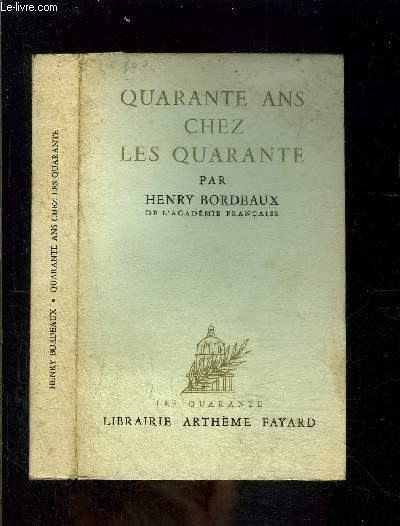 le-livre.com
QUARANTE ANS
CHEZ
LES QUARANTE
PAR
HENRY BORDEAUX
DE L'ACADÉMIE FRANÇAISE
LES QUARANTE
LIBRAIRIE ARTHÈME FAYARD
HENRY BORDEAUX • QUARANTE ANS CHEZ LES QUARANTE